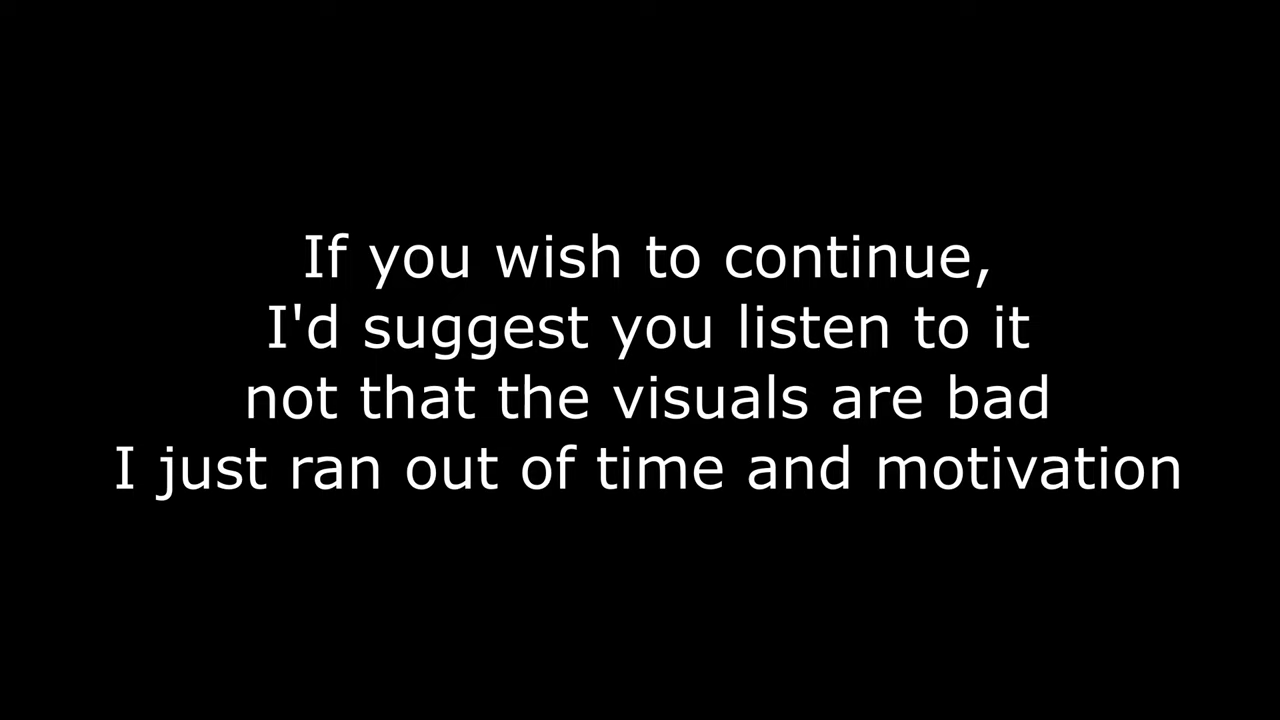 If you wish to continue,
I'd suggest you listen to it
not that the visuals are bad
I just ran out of time and motivation